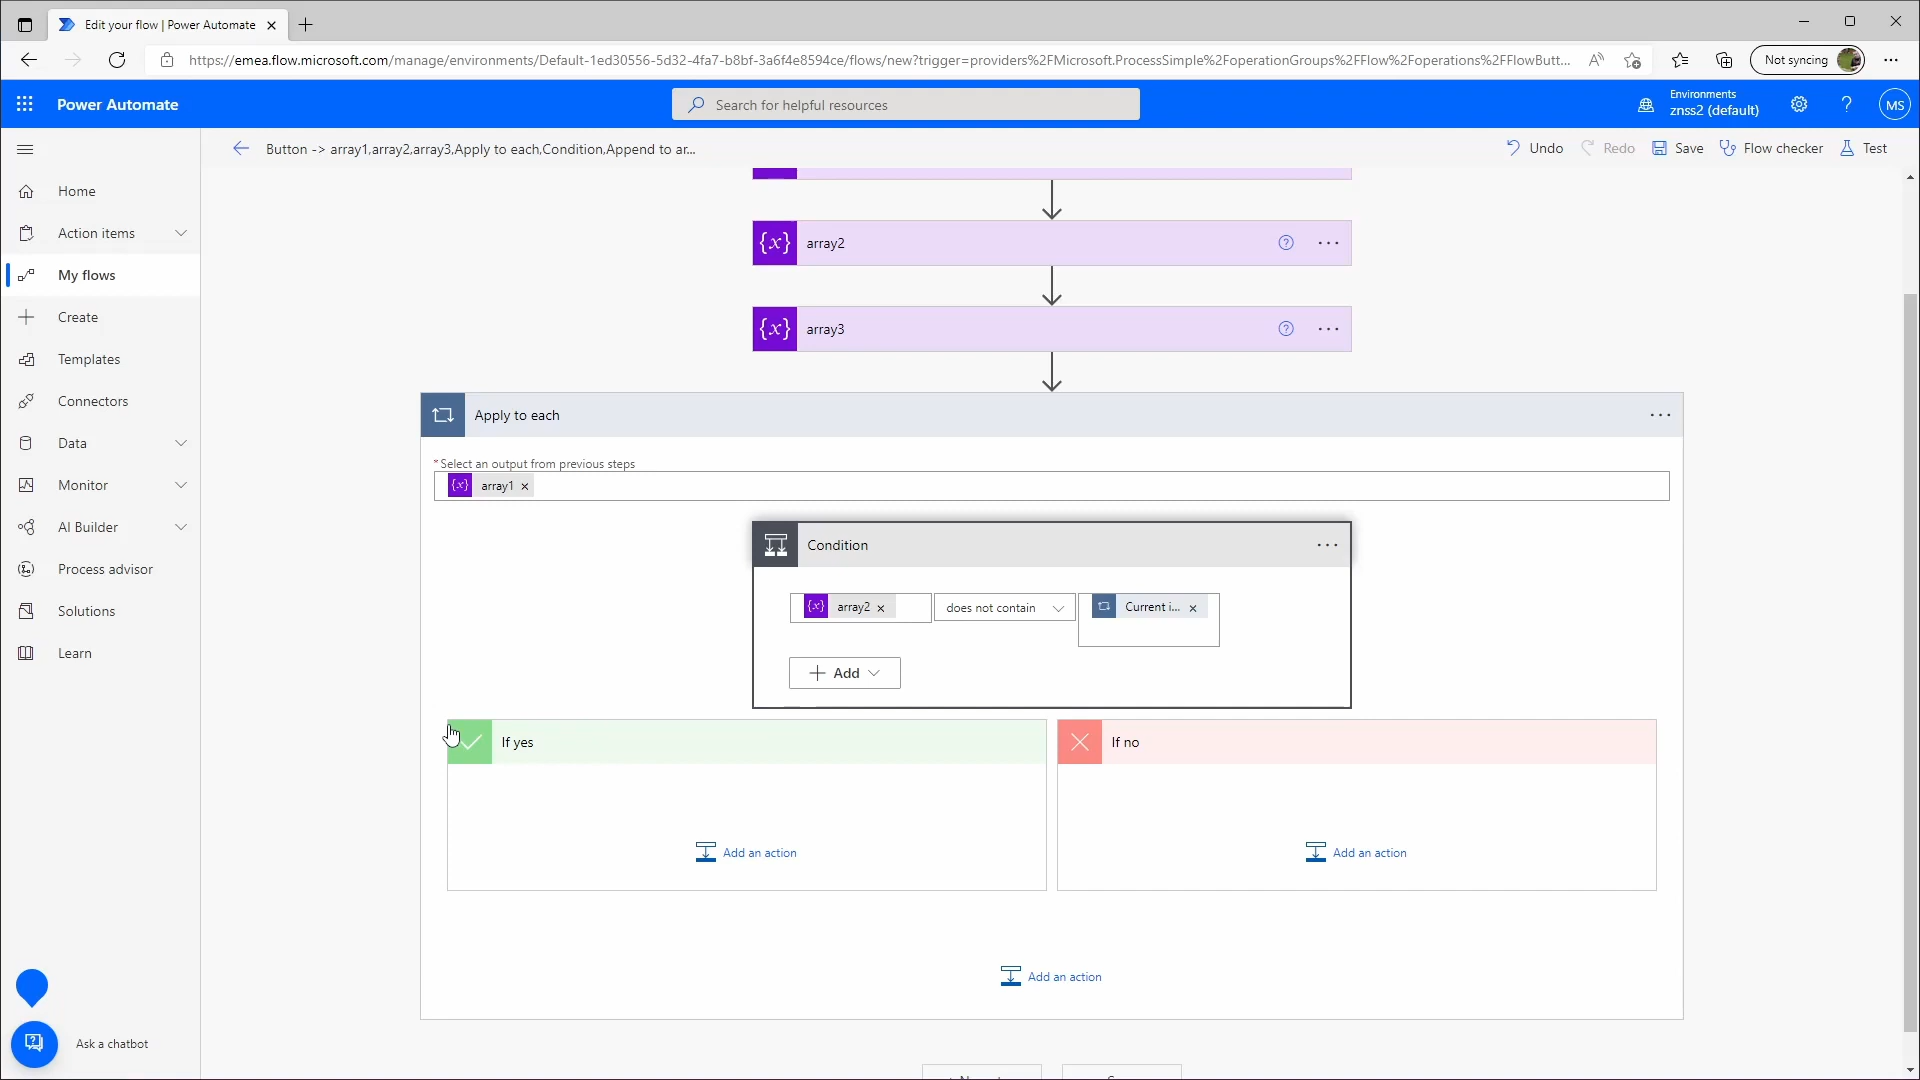 Edit your flow | Power Automate
https://emea.flow.microsoft.com/manage/environments/Default-1ed30556-5d32-4fa7-b8bf-3a6f4e8594ce/flows/new?trigger=providers%2FMicrosoft.ProcessSimple%2FoperationGroups%2FFlow%2Foperations%2FFlowButt...
Not syncing
Power Automate
Search for helpful resources
Environments
znss2 (default)
MS
Button -> array1,array2,array3,Apply to each,Condition,Append to ar...
Undo
Redo
Save
Flow checker
Test
Home
Action items
My flows
Create
Templates
Connectors
Data
Monitor
AI Builder
Process advisor
Solutions
Learn
Ask a chatbot
{x} array2
{x} array3
Apply to each
* Select an output from previous steps
{x} array1
Condition
{x} array2
does not contain
Current i...
Add
If yes
If no
Add an action
Add an action
Add an action